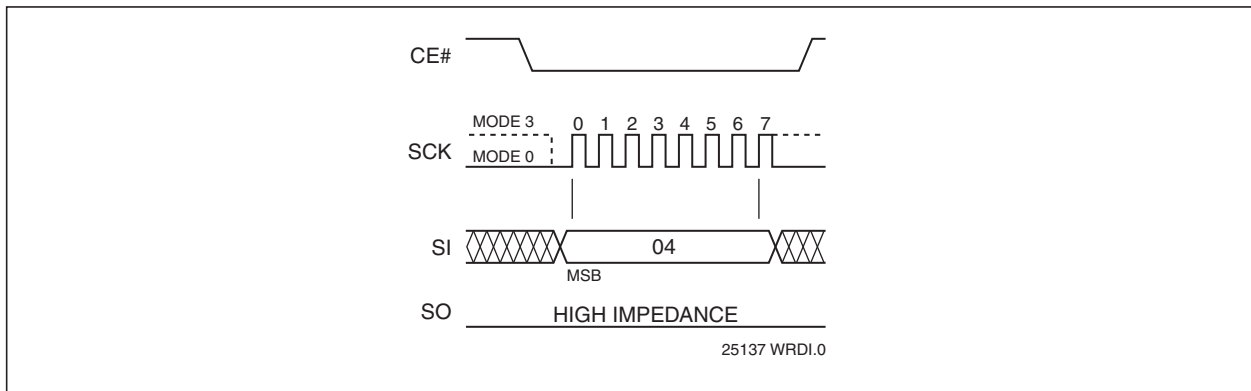 CE#
MODE 3
0 1 2 3 4 5 6 7
SCK
MODE 0
SI
04
MSB
SO
HIGH IMPEDANCE
25137 WRDI.0